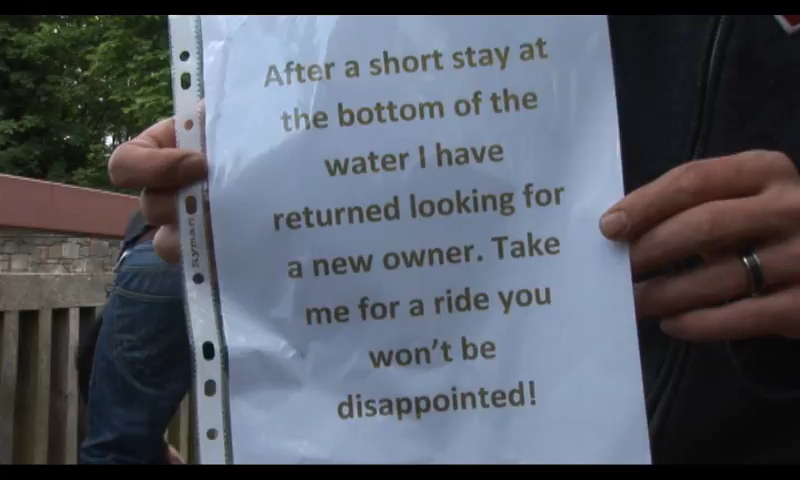 After a short stay at
the bottom of the
water I have
returned looking for
a new owner. Take
me for a ride you
won't be
disappointed!
Ryman